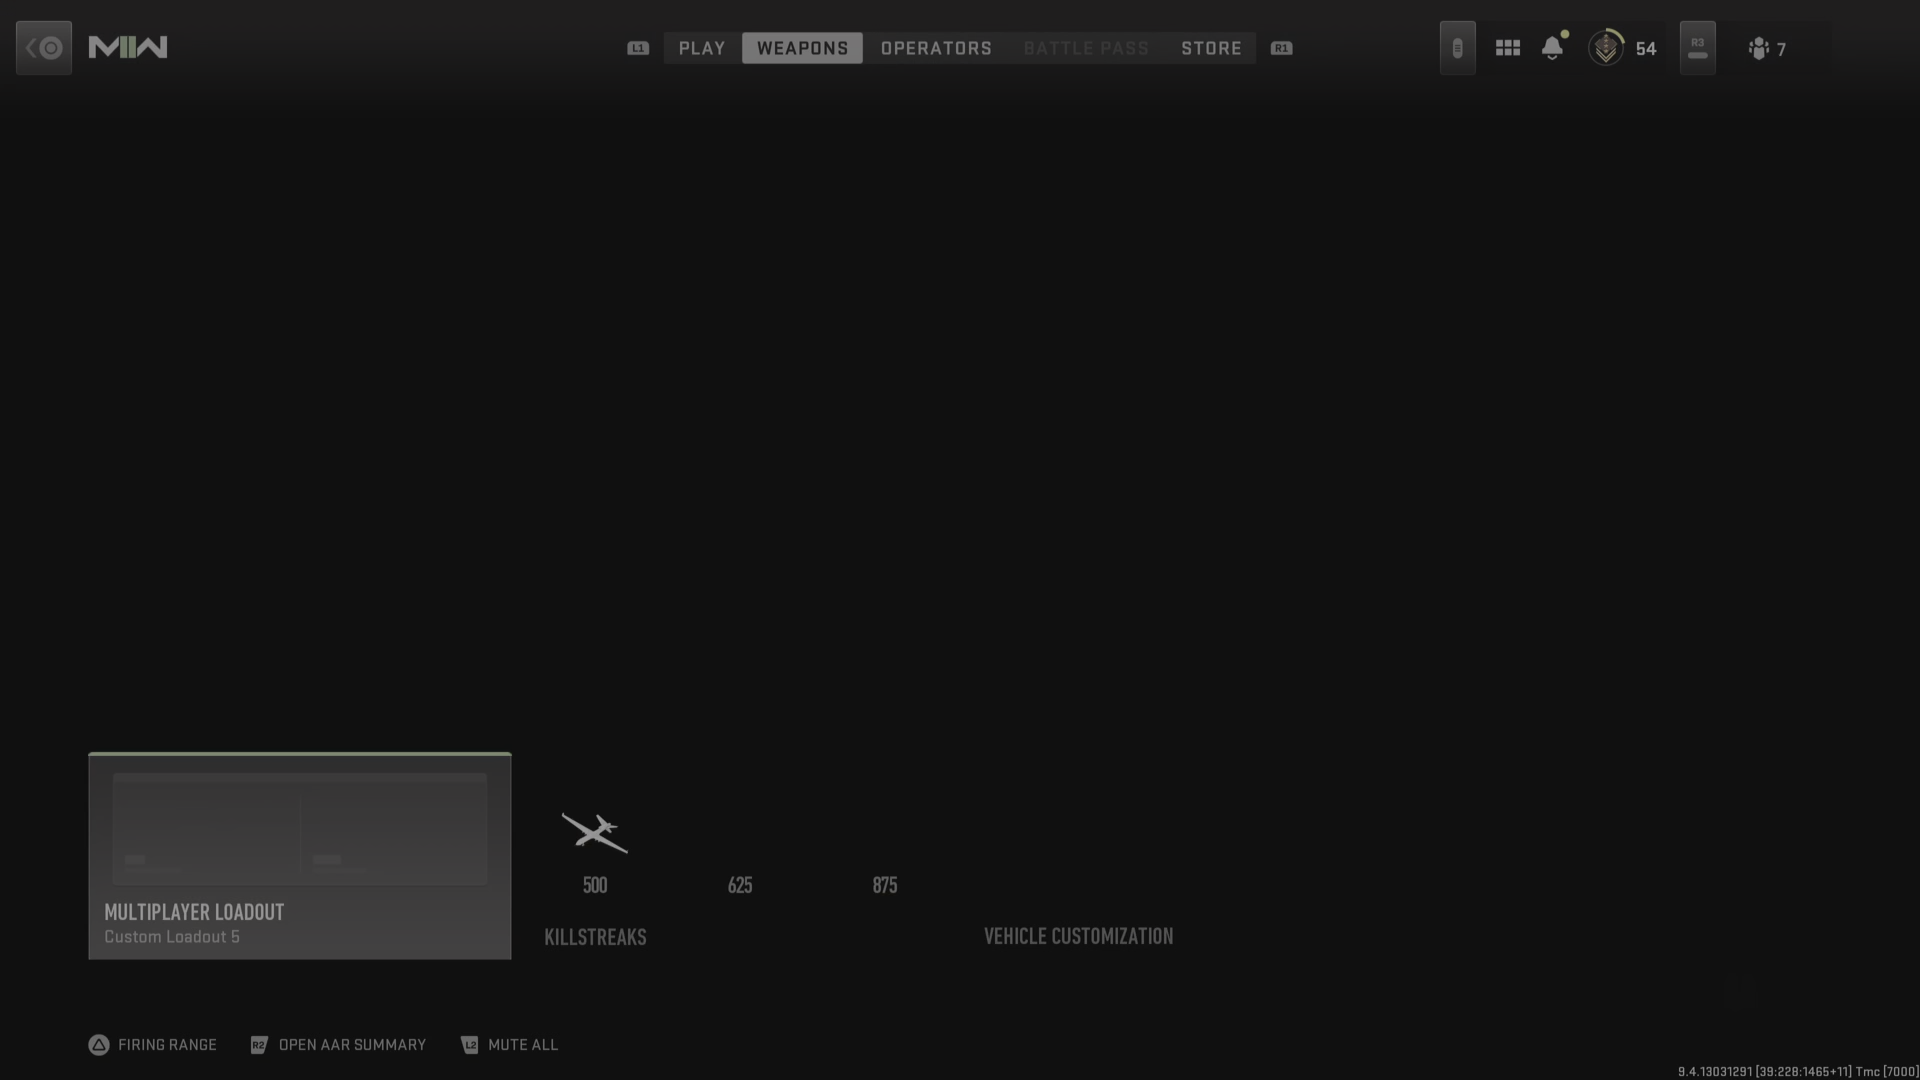 MIIW
L1 PLAY WEAPONS OPERATORS BATTLE PASS STORE R1
54
R3
7
500 625 875
MULTIPLAYER LOADOUT
Custom Loadout 5
KILLSTREAKS
VEHICLE CUSTOMIZATION
FIRING RANGE R2 OPEN AAR SUMMARY L2 MUTE ALL
9.4.13031291 [39:228:1465+11] Tmc [7000]